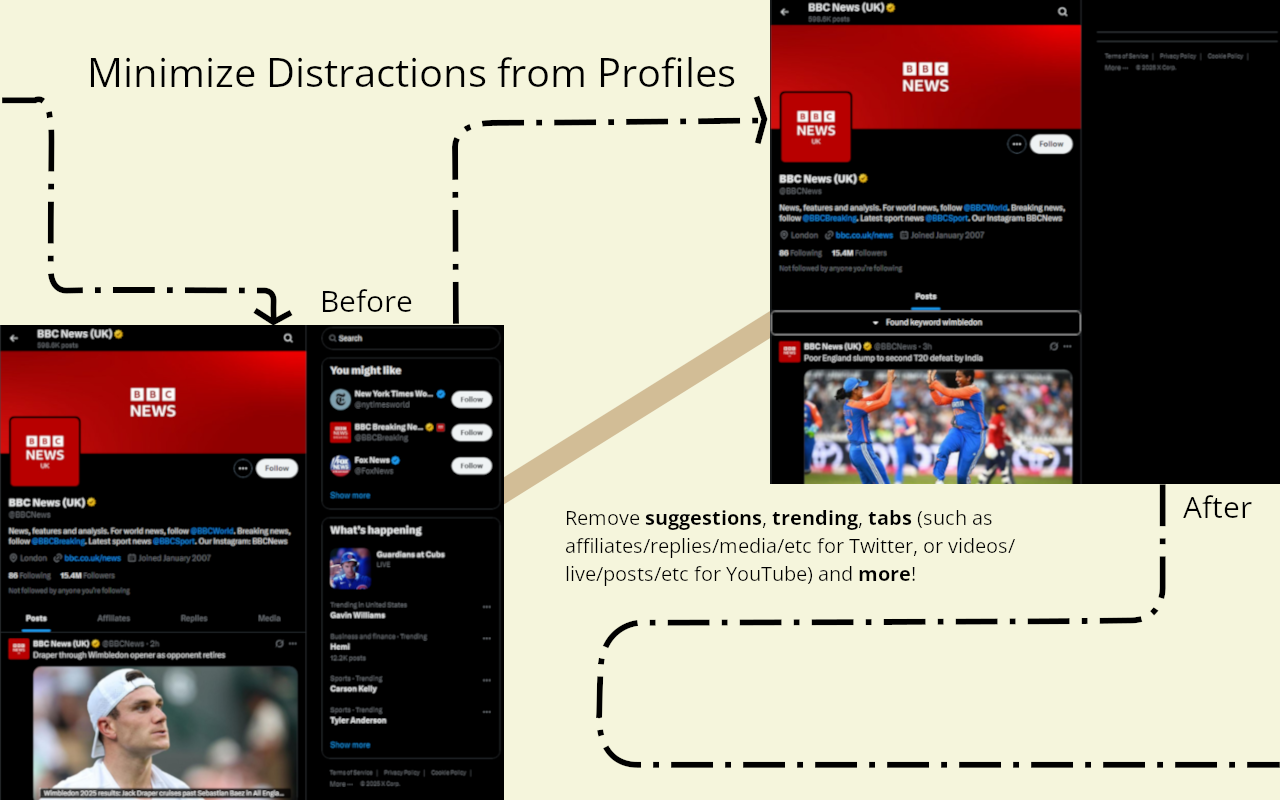 Minimize Distractions from Profiles
Before
BBC News (UK)
598.6K posts
BBC
NEWS
BBC
NEWS
UK
Follow
BBC News (UK)
@BBCNews
News, features and analysis. For world news, follow @BBCWorld. Breaking news,
follow @BBCBreaking. Latest sport news @BBCSport. Our Instagram: BBCNews
London bbc.co.uk/news Joined January 2007
86 Following 15.4M Followers
Not followed by anyone you're following
Posts Affiliates Replies Media
BBC News (UK) @BBCNews · 2h
Draper through Wimbledon opener as opponent retires
Wimbledon 2025 results: Jack Draper cruises past Sebastian Baez in All Engla...
Search
You might like
New York Times Wo...
@nytimesworld
Follow
BBC Breaking Ne...
@BBCBreaking
Follow
Fox News
@FoxNews
Follow
Show more
What's happening
Guardians at Cubs
LIVE
Trending in United States
Gavin Williams
Business and finance · Trending
Hemi
12.2K posts
Sports · Trending
Carson Kelly
Sports · Trending
Tyler Anderson
Show more
Terms of Service | Privacy Policy | Cookie Policy |
More ··· © 2025 X Corp.
BBC News (UK)
598.6K posts
BBC
NEWS
BBC
NEWS
UK
Follow
BBC News (UK)
@BBCNews
News, features and analysis. For world news, follow @BBCWorld. Breaking news,
follow @BBCBreaking. Latest sport news @BBCSport. Our Instagram: BBCNews
London bbc.co.uk/news Joined January 2007
86 Following 15.4M Followers
Not followed by anyone you're following
Posts
Found keyword wimbledon
BBC News (UK) @BBCNews · 3h
Poor England slump to second T20 defeat by India
Terms of Service | Privacy Policy | Cookie Policy |
More ··· © 2025 X Corp.
After
Remove suggestions, trending, tabs (such as
affiliates/replies/media/etc for Twitter, or videos/
live/posts/etc for YouTube) and more!